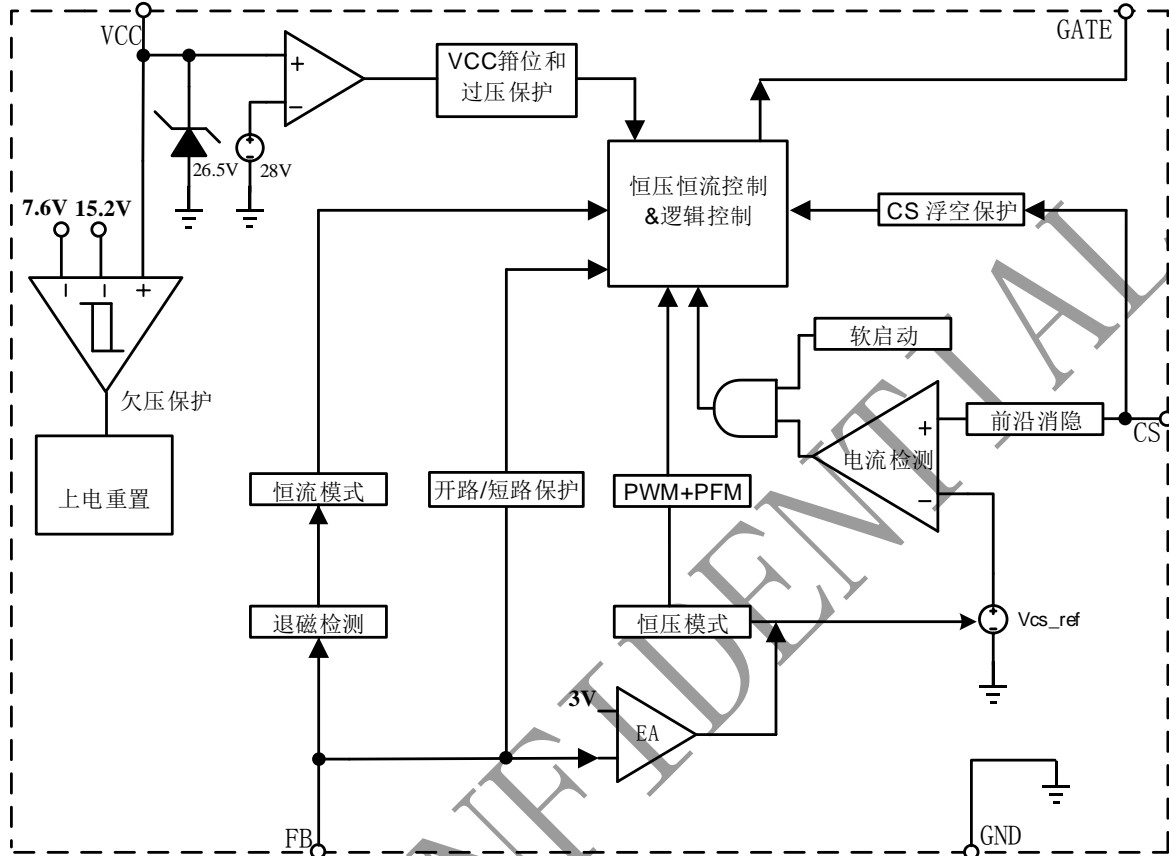 VCC
GATE
VCC箝位和
过压保护
26.5V
28V
7.6V
15.2V
恒压恒流控制
&逻辑控制
CS 浮空保护
软启动
欠压保护
前沿消隐
CS
电流检测
上电重置
恒流模式
开路/短路保护
PWM+PFM
退磁检测
恒压模式
Vcs_ref
3V
EA
FB
GND
NFIDENTIAL